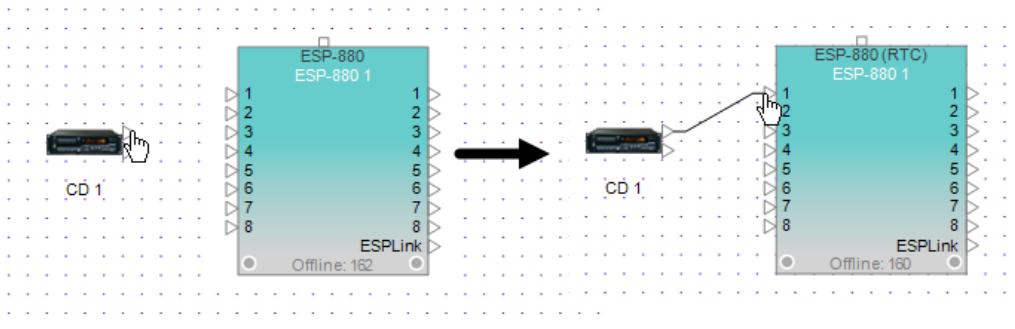 ESP-880
ESP-880 1
1 1
2 2
3 3
4 4
5 5
6 6
7 7
8 8
ESPLink
Offline: 162
CD 1
ESP-880 (RTC)
ESP-880 1
1 1
2 2
3 3
4 4
5 5
6 6
7 7
8 8
ESPLink
Offline: 160
CD 1